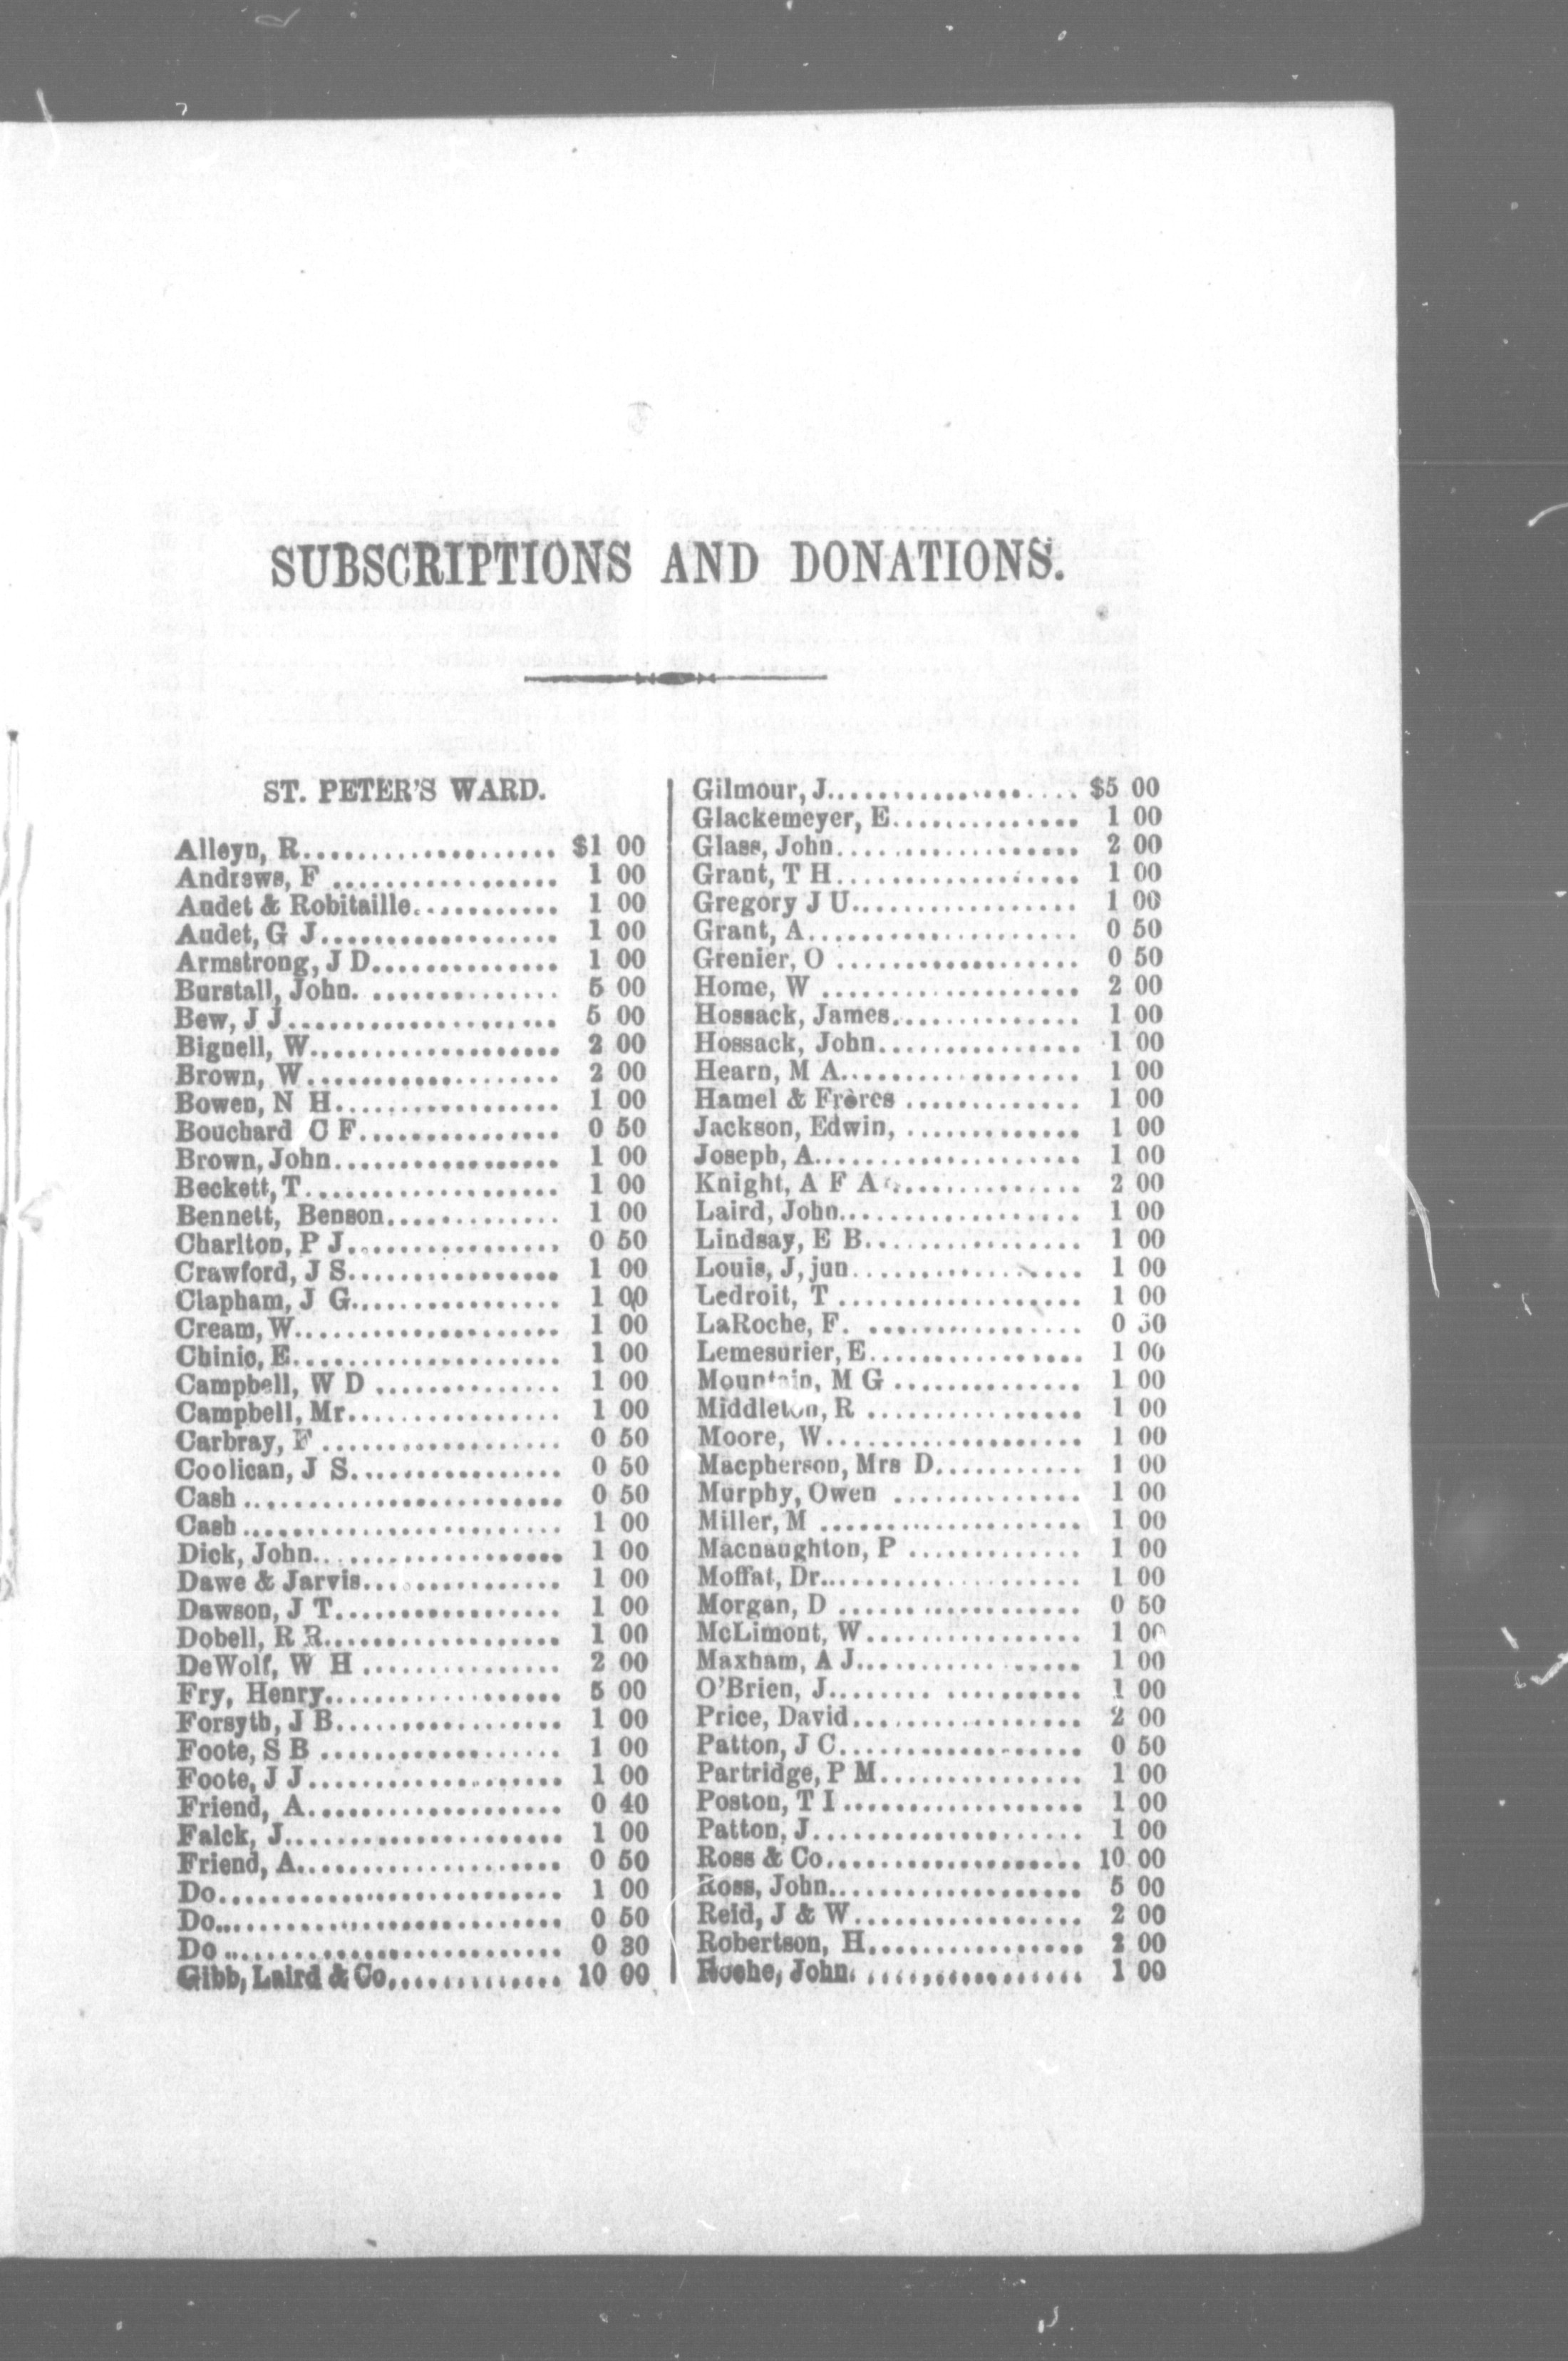 SUBSCRIPTIONS AND DONATIONS.
ST. PETER'S WARD.
Alleyn, R.................... $1 00
Andrews, F .................. 1 00
Audet & Robitaille........... 1 00
Audet, G J................... 1 00
Armstrong, J D............... 1 00
Burstall, John. .............. 5 00
Bew, J J..................... 5 00
Bignell, W................... 2 00
Brown, W.................... 2 00
Bowen, N H.................. 1 00
Bouchard C F................ 0 50
Brown, John................. 1 00
Beckett, T................... 1 00
Bennett, Benson............. 1 00
Charlton, P J................ 0 50
Crawford, J S................ 1 00
Clapham, J G................ 1 00
Cream, W.................... 1 00
Chinic, E.................... 1 00
Campbell, W D .............. 1 00
Campbell, Mr................ 1 00
Carbray, F .................. 0 50
Coolican, J S................ 0 50
Cash ........................ 0 50
Cash ........................ 1 00
Dick, John................... 1 00
Dawe & Jarvis............... 1 00
Dawson, J T................. 1 00
Dobell, R R.................. 1 00
DeWolf, W H ............... 2 00
Fry, Henry.................. 5 00
Forsyth, J B................. 1 00
Foote, S B .................. 1 00
Foote, J J................... 1 00
Friend, A................... 0 40
Falck, J..................... 1 00
Friend, A................... 0 50
Do.......................... 1 00
Do.......................... 0 50
Do ......................... 0 30
Gibb, Laird & Co............. 10 00
Gilmour, J................... $5 00
Glackemeyer, E.............. 1 00
Glass, John.................. 2 00
Grant, T H.................. 1 00
Gregory J U................. 1 00
Grant, A.................... 0 50
Grenier, O .................. 0 50
Home, W ................... 2 00
Hossack, James.............. 1 00
Hossack, John............... 1 00
Hearn, M A.................. 1 00
Hamel & Frères ............. 1 00
Jackson, Edwin, ............. 1 00
Joseph, A.................... 1 00
Knight, A F A .............. 2 00
Laird, John.................. 1 00
Lindsay, E B................ 1 00
Louis, J, jun................. 1 00
Ledroit, T .................. 1 00
LaRoche, F. ................ 0 50
Lemesurier, E................ 1 00
Mountain, M G .............. 1 00
Middleton, R ................ 1 00
Moore, W................... 1 00
Macpherson, Mrs D........... 1 00
Murphy, Owen .............. 1 00
Miller, M ................... 1 00
Macnaughton, P ............. 1 00
Moffat, Dr................... 1 00
Morgan, D .................. 0 50
McLimont, W................ 1 00
Maxham, A J................ 1 00
O'Brien, J................... 1 00
Price, David................. 2 00
Patton, J C.................. 0 50
Partridge, P M............... 1 00
Poston, T I.................. 1 00
Patton, J.................... 1 00
Ross & Co................... 10 00
Ross, John................... 5 00
Reid, J & W................. 2 00
Robertson, H................ 2 00
Roche, John. ................ 1 00